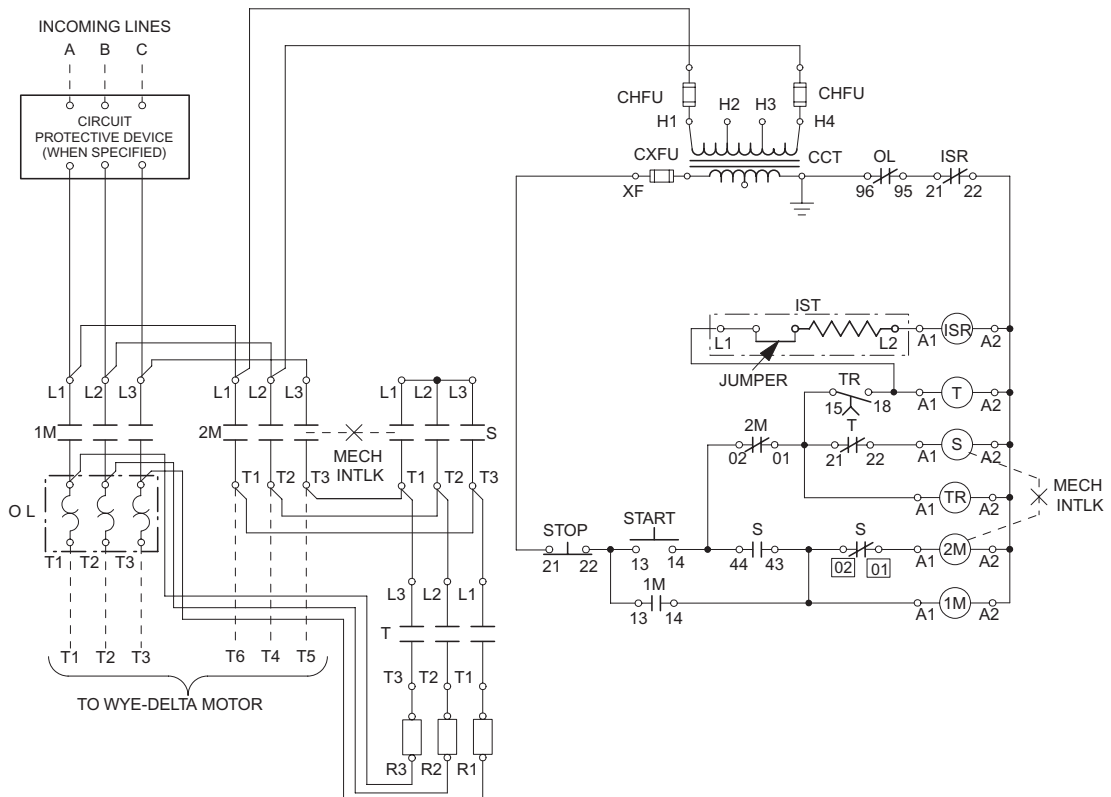 INCOMING LINES
A B C
CIRCUIT
PROTECTIVE DEVICE
(WHEN SPECIFIED)
CHFU
CHFU
H1 H2 H3 H4
CXFU
CCT
OL
ISR
XF
96 95 21 22
IST
L1 L2
A1 ISR A2
JUMPER
TR
15 18
A1 T A2
L1 L2 L3
L1 L2 L3
L1 L2 L3
1M
2M
S
MECH
INTLK
2M
02 01
T
21 22
A1 S A2
MECH
INTLK
T1 T2 T3
T1 T2 T3
A1 TR A2
O L
T1 T2 T3
STOP
21 22
START
13 14
S
44 43
S
02 01
A1 2M A2
1M
13 14
A1 1M A2
L3 L2 L1
T
T1 T2 T3
T6 T4 T5
T3 T2 T1
TO WYE-DELTA MOTOR
R3 R2 R1